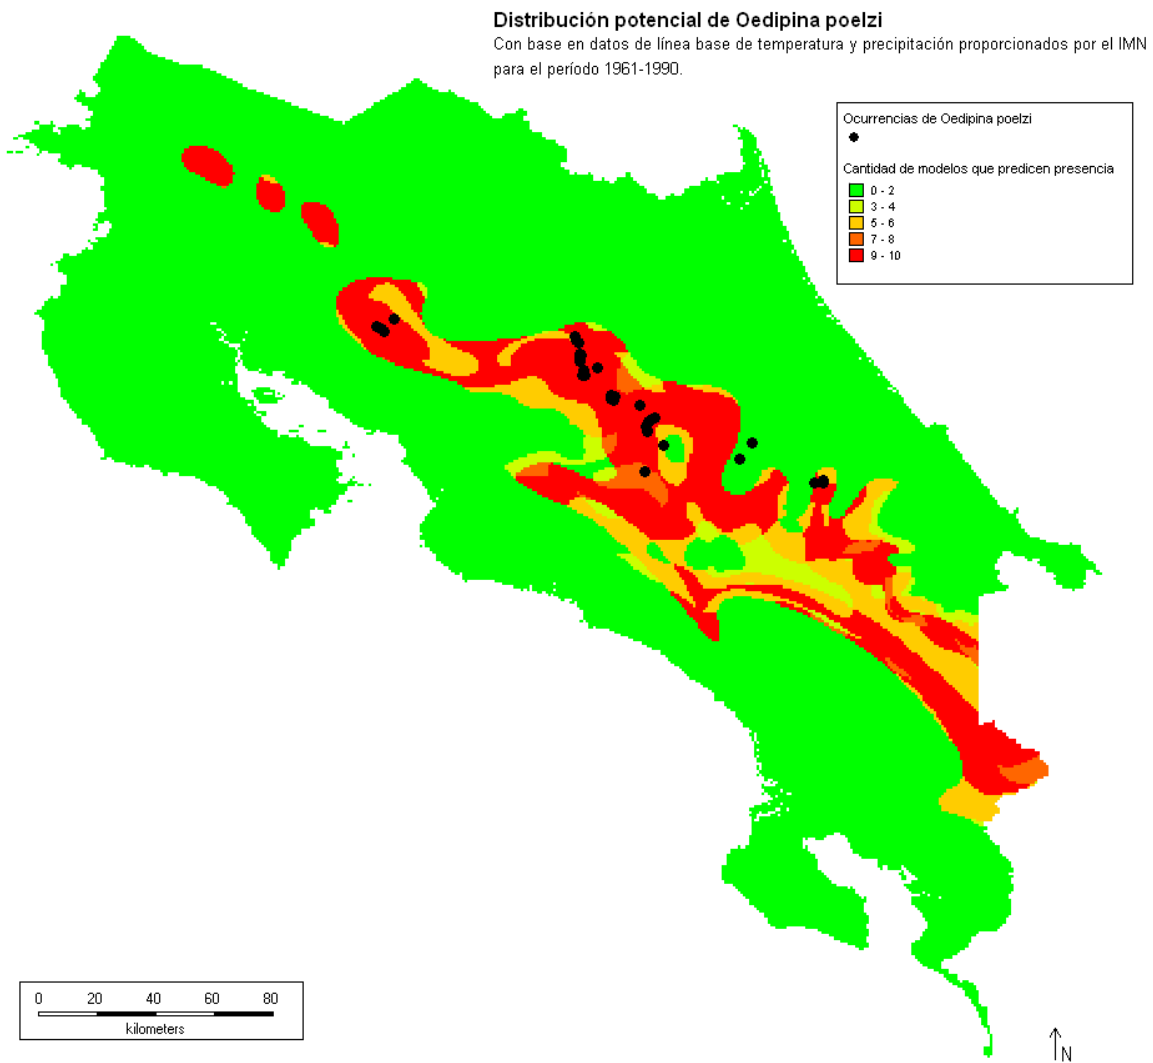 Distribución potencial de Oedipina poelzi
Con base en datos de línea base de temperatura y precipitación proporcionados por el IMN
para el período 1961-1990.
Ocurrencias de Oedipina poelzi
Cantidad de modelos que predicen presencia
0 - 2
3 - 4
5 - 6
7 - 8
9 - 10
0 20 40 60 80
kilometers
N